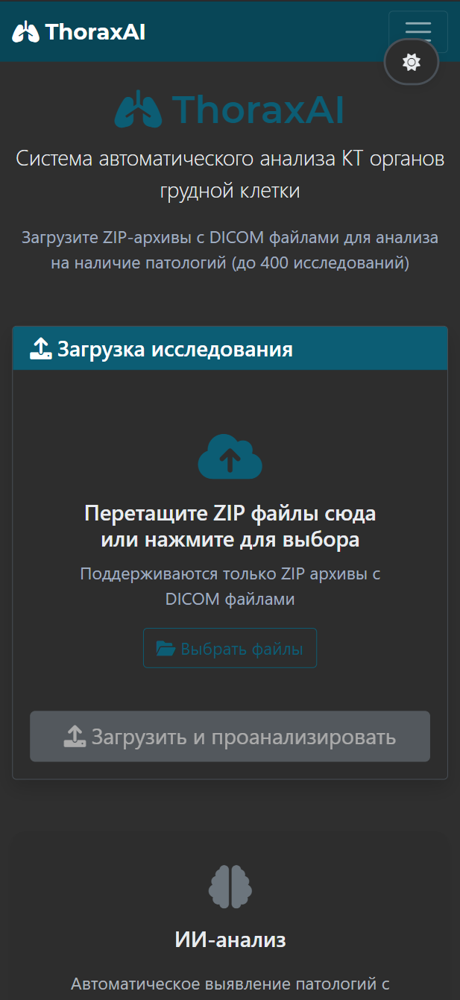 ThoraxAI
ThoraxAI
Система автоматического анализа КТ органов
грудной клетки
Загрузите ZIP-архивы с DICOM файлами для анализа
на наличие патологий (до 400 исследований)
Загрузка исследования
Перетащите ZIP файлы сюда
или нажмите для выбора
Поддерживаются только ZIP архивы с
DICOM файлами
Выбрать файлы
Загрузить и проанализировать
ИИ-анализ
Автоматическое выявление патологий с